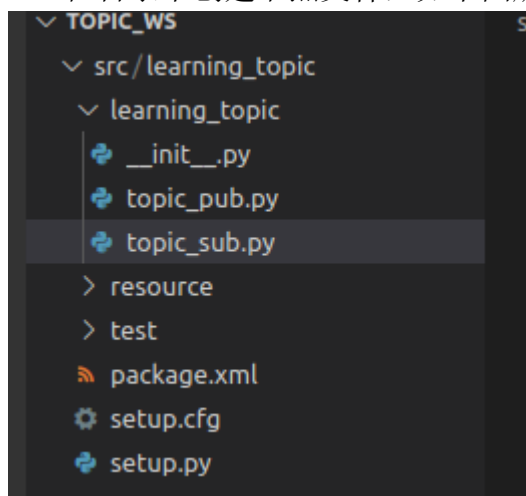 TOPIC_WS
src/learning_topic
learning_topic
__init__.py
topic_pub.py
topic_sub.py
resource
test
package.xml
setup.cfg
setup.py